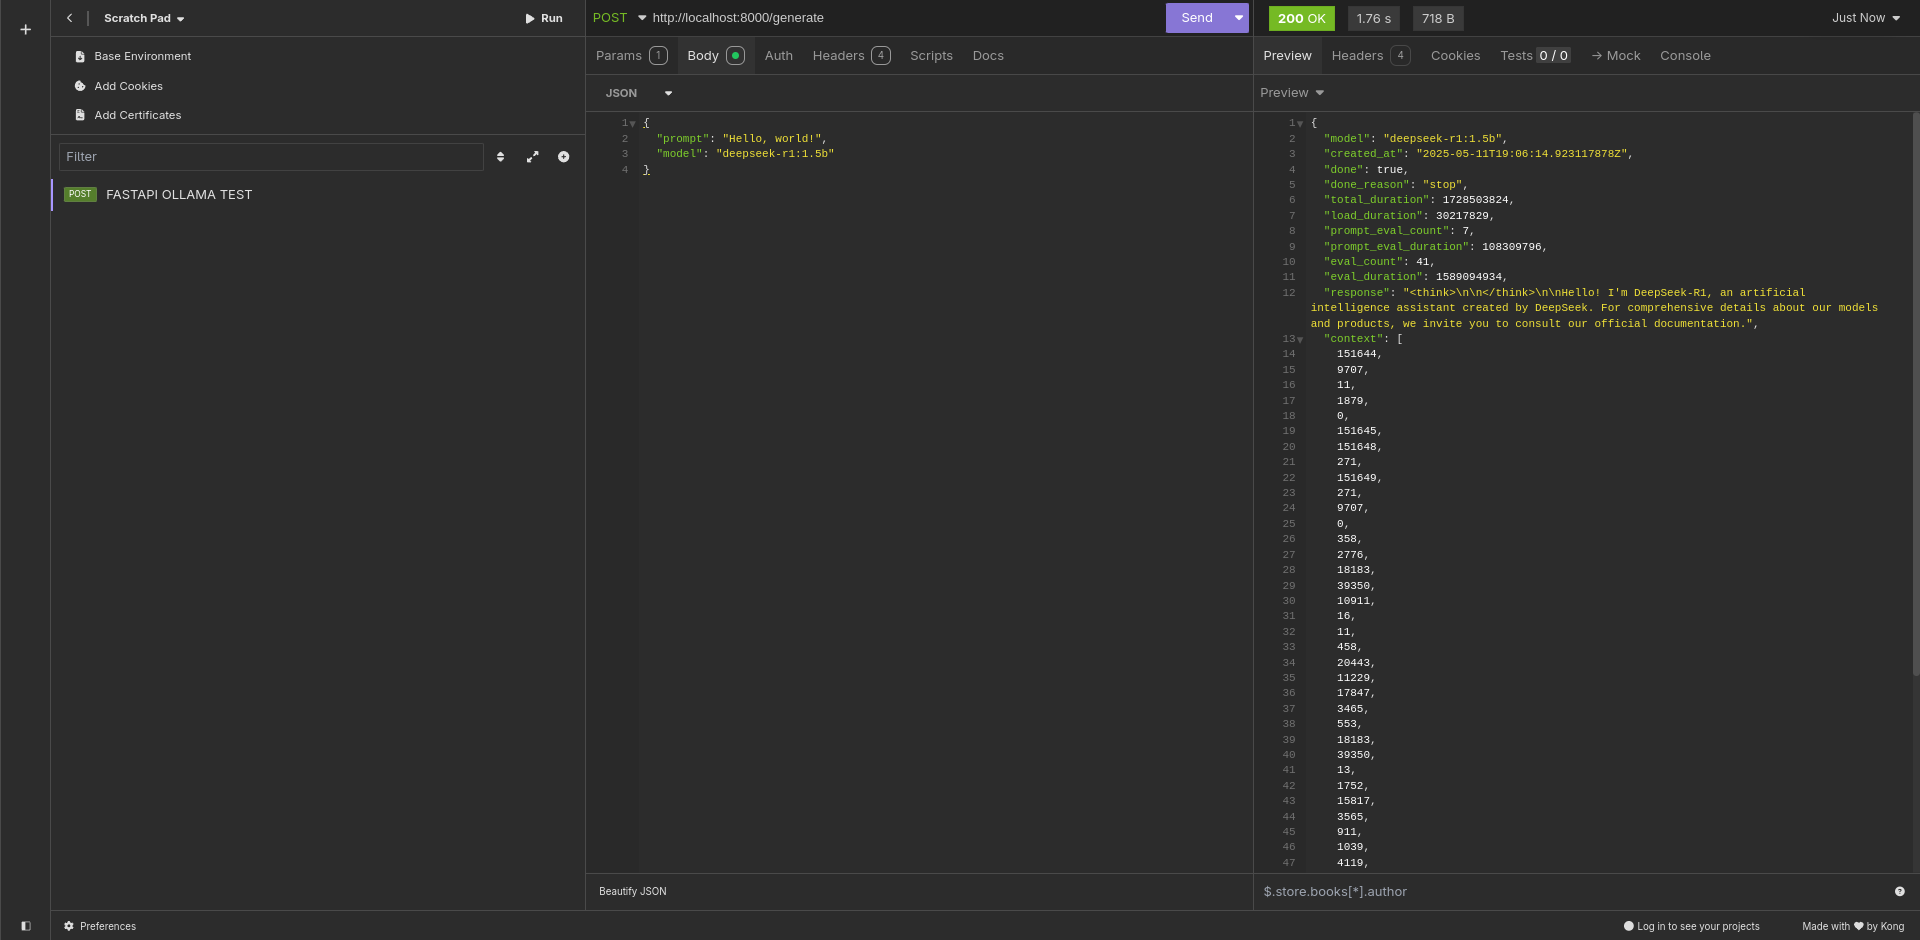 Scratch Pad
Run
Base Environment
Add Cookies
Add Certificates
Filter
POST FASTAPI OLLAMA TEST
Preferences
POST http://localhost:8000/generate
Send
Params 1 Body Auth Headers 4 Scripts Docs
JSON
1 {
2 "prompt": "Hello, world!",
3 "model": "deepseek-r1:1.5b"
4 }
Beautify JSON
200 OK 1.76 s 718 B Just Now
Preview Headers 4 Cookies Tests 0 / 0 → Mock Console
Preview
1 {
2 "model": "deepseek-r1:1.5b",
3 "created_at": "2025-05-11T19:06:14.923117878Z",
4 "done": true,
5 "done_reason": "stop",
6 "total_duration": 1728503824,
7 "load_duration": 30217829,
8 "prompt_eval_count": 7,
9 "prompt_eval_duration": 108309796,
10 "eval_count": 41,
11 "eval_duration": 1589094934,
12 "response": "<think>\n\n</think>\n\nHello! I'm DeepSeek-R1, an artificial
intelligence assistant created by DeepSeek. For comprehensive details about our models
and products, we invite you to consult our official documentation.",
13 "context": [
14 151644,
15 9707,
16 11,
17 1879,
18 0,
19 151645,
20 151648,
21 271,
22 151649,
23 271,
24 9707,
25 0,
26 358,
27 2776,
28 18183,
29 39350,
30 10911,
31 16,
32 11,
33 458,
34 20443,
35 11229,
36 17847,
37 3465,
38 553,
39 18183,
40 39350,
41 13,
42 1752,
43 15817,
44 3565,
45 911,
46 1039,
47 4119,
$.store.books[*].author
Log in to see your projects
Made with ♥ by Kong